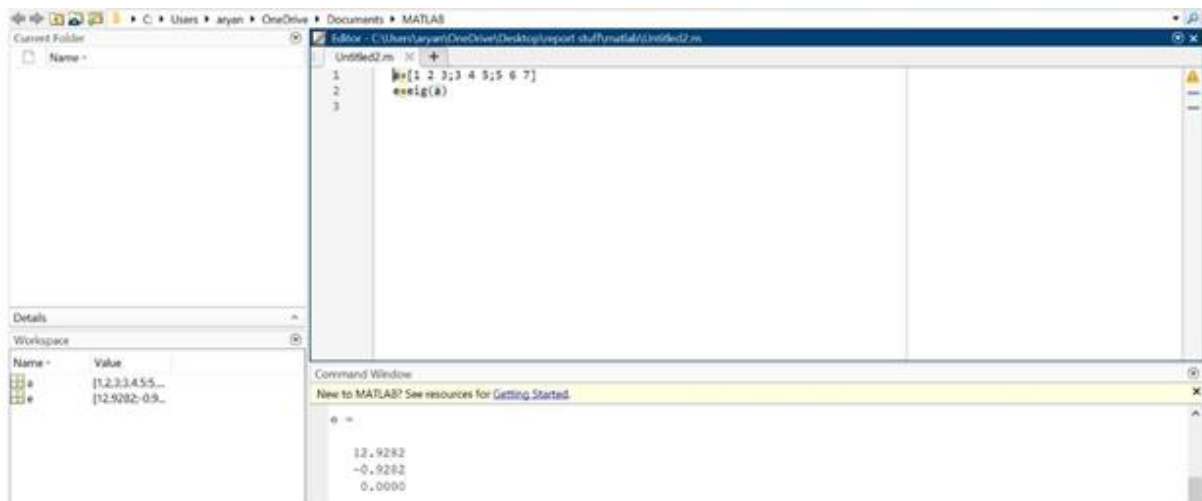 C: Users aryan OneDrive Documents MATLAB
Current Folder
Name
Editor - C:\Users\aryan\OneDrive\Desktop\report stuff\matlab\Untitled2.m
Untitled2.m
1 a=[1 2 3;3 4 5;5 6 7]
2 e=eig(a)
3
Details
Workspace
Name Value
a [1,2,3;3,4,5;5,...
e [12.9282;-0.9...
Command Window
New to MATLAB? See resources for Getting Started.
e =
12.9282
-0.9282
0.0000